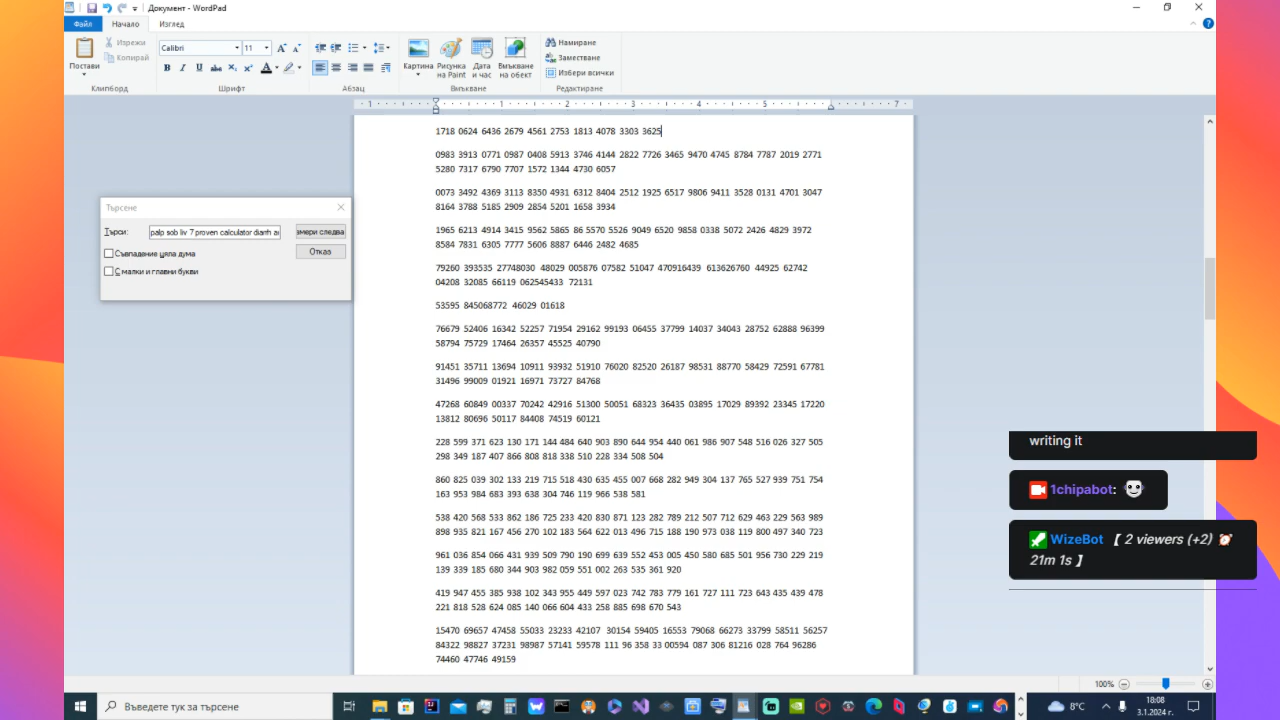 Документ - WordPad
Файл Начало Изглед
Постави
Изрежи
Копирай
Клипборд
Calibri 11
Шрифт
Абзац
Картина
Рисунка на Paint
Дата и час
Вмъкване на обект
Вмъкване
Намиране
Заместване
Избери всички
Редактиране
1 1 2 3 4 5 7
Търсене
Търси: palp sob liv 7 proven calculator
Съвпадение цяла дума
С малки и главни букви
Отказ
1718 0624 6436 2679 4561 2753 1813 4078 3303 3625
0983 3913 0771 0987 0408 5913 3746 4144 2822 7726 3465 9470 4745 8784 7787 2019 2771
5280 7317 6790 7707 1572 1344 4730 6057
0073 3492 4369 3113 8350 4931 6312 8404 2512 1925 6517 9806 9411 3528 0131 4701 3047
8164 3788 5185 2909 2854 5201 1658 3934
1965 6213 4914 3415 9562 5865 86 5570 5526 9049 6520 9858 0338 5072 2426 4829 3972
8584 7831 6305 7777 5606 8887 6446 2482 4685
79260 393535 27748030 48029 005876 07582 51047 470916439 613626760 44925 62742
04208 32085 66119 062545433 72131
53595 845068772 46029 01618
76679 52406 16342 52257 71954 29162 99193 06455 37799 14037 34043 28752 62888 96399
58794 75729 17464 26357 45525 40790
91451 35711 13694 10911 93932 51910 76020 82520 26187 98531 88770 58429 72591 67781
31496 99009 01921 16971 73727 84768
47268 60849 00337 70242 42916 51300 50051 68323 36435 03895 17029 89392 23345 17220
13812 80696 50117 84408 74519 60121
228 599 371 623 130 171 144 484 640 903 890 644 954 440 061 986 907 548 516 026 327 505
298 349 187 407 866 808 818 338 510 228 334 508 504
860 825 039 302 133 219 715 518 430 635 455 007 668 282 949 304 137 765 527 939 751 754
163 953 984 683 393 638 304 746 119 966 538 581
538 420 568 533 862 186 725 233 420 830 871 123 282 789 212 507 712 629 463 229 563 989
898 935 821 167 456 270 102 183 564 622 013 496 715 188 190 973 038 119 800 497 340 723
961 036 854 066 431 939 509 790 190 699 639 552 453 005 450 580 685 501 956 730 229 219
139 339 185 680 344 903 982 059 551 002 263 535 361 920
419 947 455 385 938 102 343 955 449 597 023 742 783 779 161 727 111 723 643 435 439 478
221 818 528 624 085 140 066 604 433 258 885 698 670 543
15470 69657 47458 55033 23233 42107 30154 59405 16553 79068 66273 33799 58511 56257
84322 98827 37231 98987 57141 59578 111 96 358 33 00594 087 306 81216 028 764 96286
74460 47746 49159
writing it
1chipabot:
WizeBot 【 2 viewers (+2)
21m 1s 】
100%
Въведете тук за търсене
8°C
18:08
3.1.2024 г.